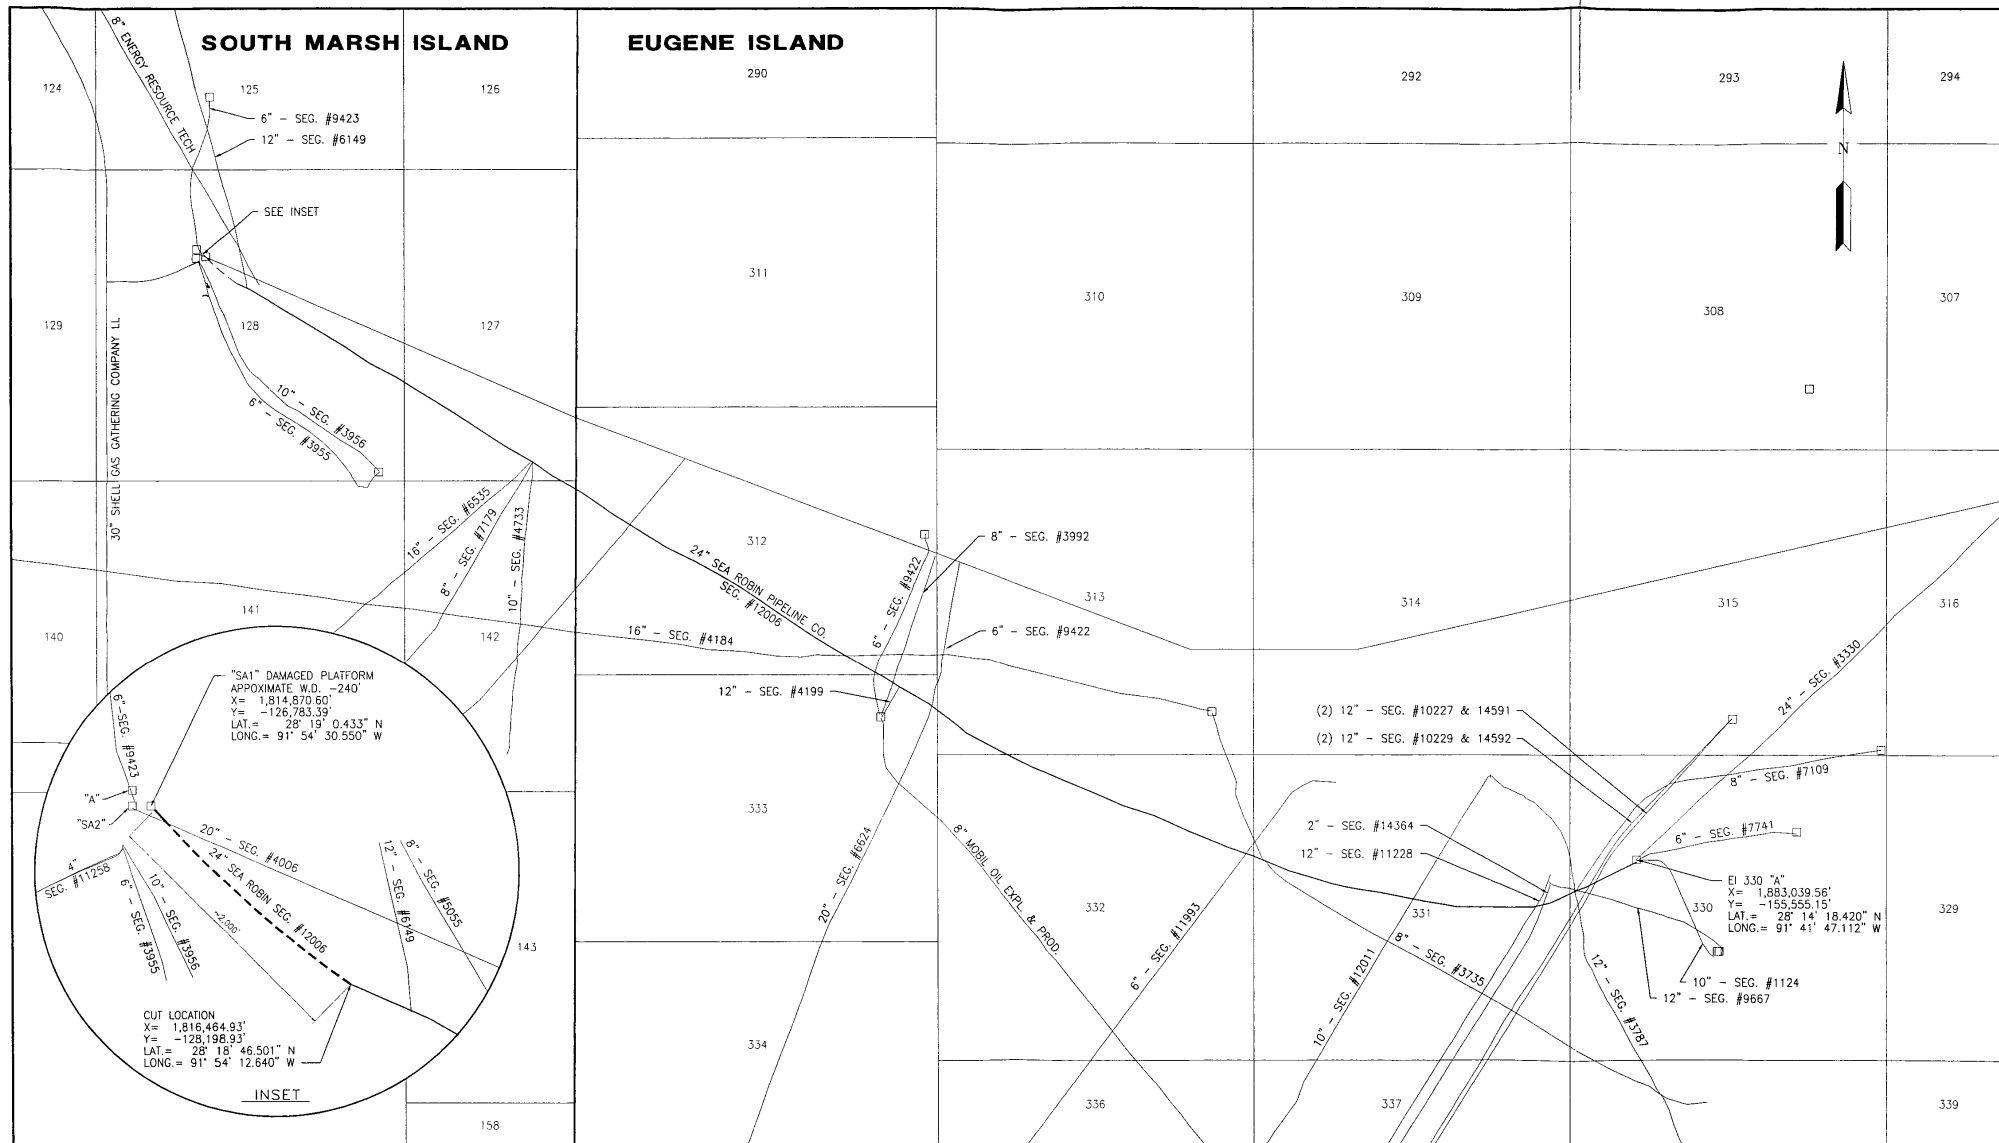 SOUTH MARSH ISLAND
EUGENE ISLAND
290
292
293
294
124
125
126
8" ENERGY RESOURCE TECH
6" - SEG. #9423
12" - SEG. #6149
N
SEE INSET
311
310
309
308
307
129
128
127
30" SHELL GAS GATHERING COMPANY LL
10" - SEG. #3956
6" - SEG. #3955
16" - SEG. #6535
8" - SEG. #7179
10" - SEG. #4733
312
24" SEA ROBIN PIPELINE CO.
SEG. #12006
6" - SEG. #9422
8" - SEG. #3992
313
314
315
316
141
140
142
16" - SEG. #4184
6" - SEG. #9422
12" - SEG. #4199
24" - SEG. #3330
(2) 12" - SEG. #10227 & 14591
(2) 12" - SEG. #10229 & 14592
8" - SEG. #7109
6" - SEG. #7741
333
20" - SEG. #6624
8" MOBIL OIL EXPL. & PROD.
2" - SEG. #14364
12" - SEG. #11228
332
331
330
329
EI 330 "A"
X= 1,883,039.56'
Y= -155,555.15'
LAT.= 28° 14' 18.420" N
LONG.= 91° 41' 47.112" W
6" - SEG. #11993
10" - SEG. #12011
8" - SEG. #3735
12" - SEG. #3787
10" - SEG. #1124
12" - SEG. #9667
143
334
336
337
339
158
"SA1" DAMAGED PLATFORM
APPOXIMATE W.D. -240'
X= 1,814,870.60'
Y= -126,783.39'
LAT.= 28° 19' 0.433" N
LONG.= 91° 54' 30.550" W
6"-SEG. #9423
"A"
"SA2"
20" - SEG. #4006
24" SEA ROBIN SEG. #12006
4"
SEG. #11258
6" - SEG. #3955
10" - SEG. #3956
~2,000'
12" - SEG. #6149
8" - SEG. #5055
CUT LOCATION
X= 1,816,464.93'
Y= -128,198.93'
LAT.= 28° 18' 46.501" N
LONG.= 91° 54' 12.640" W
INSET